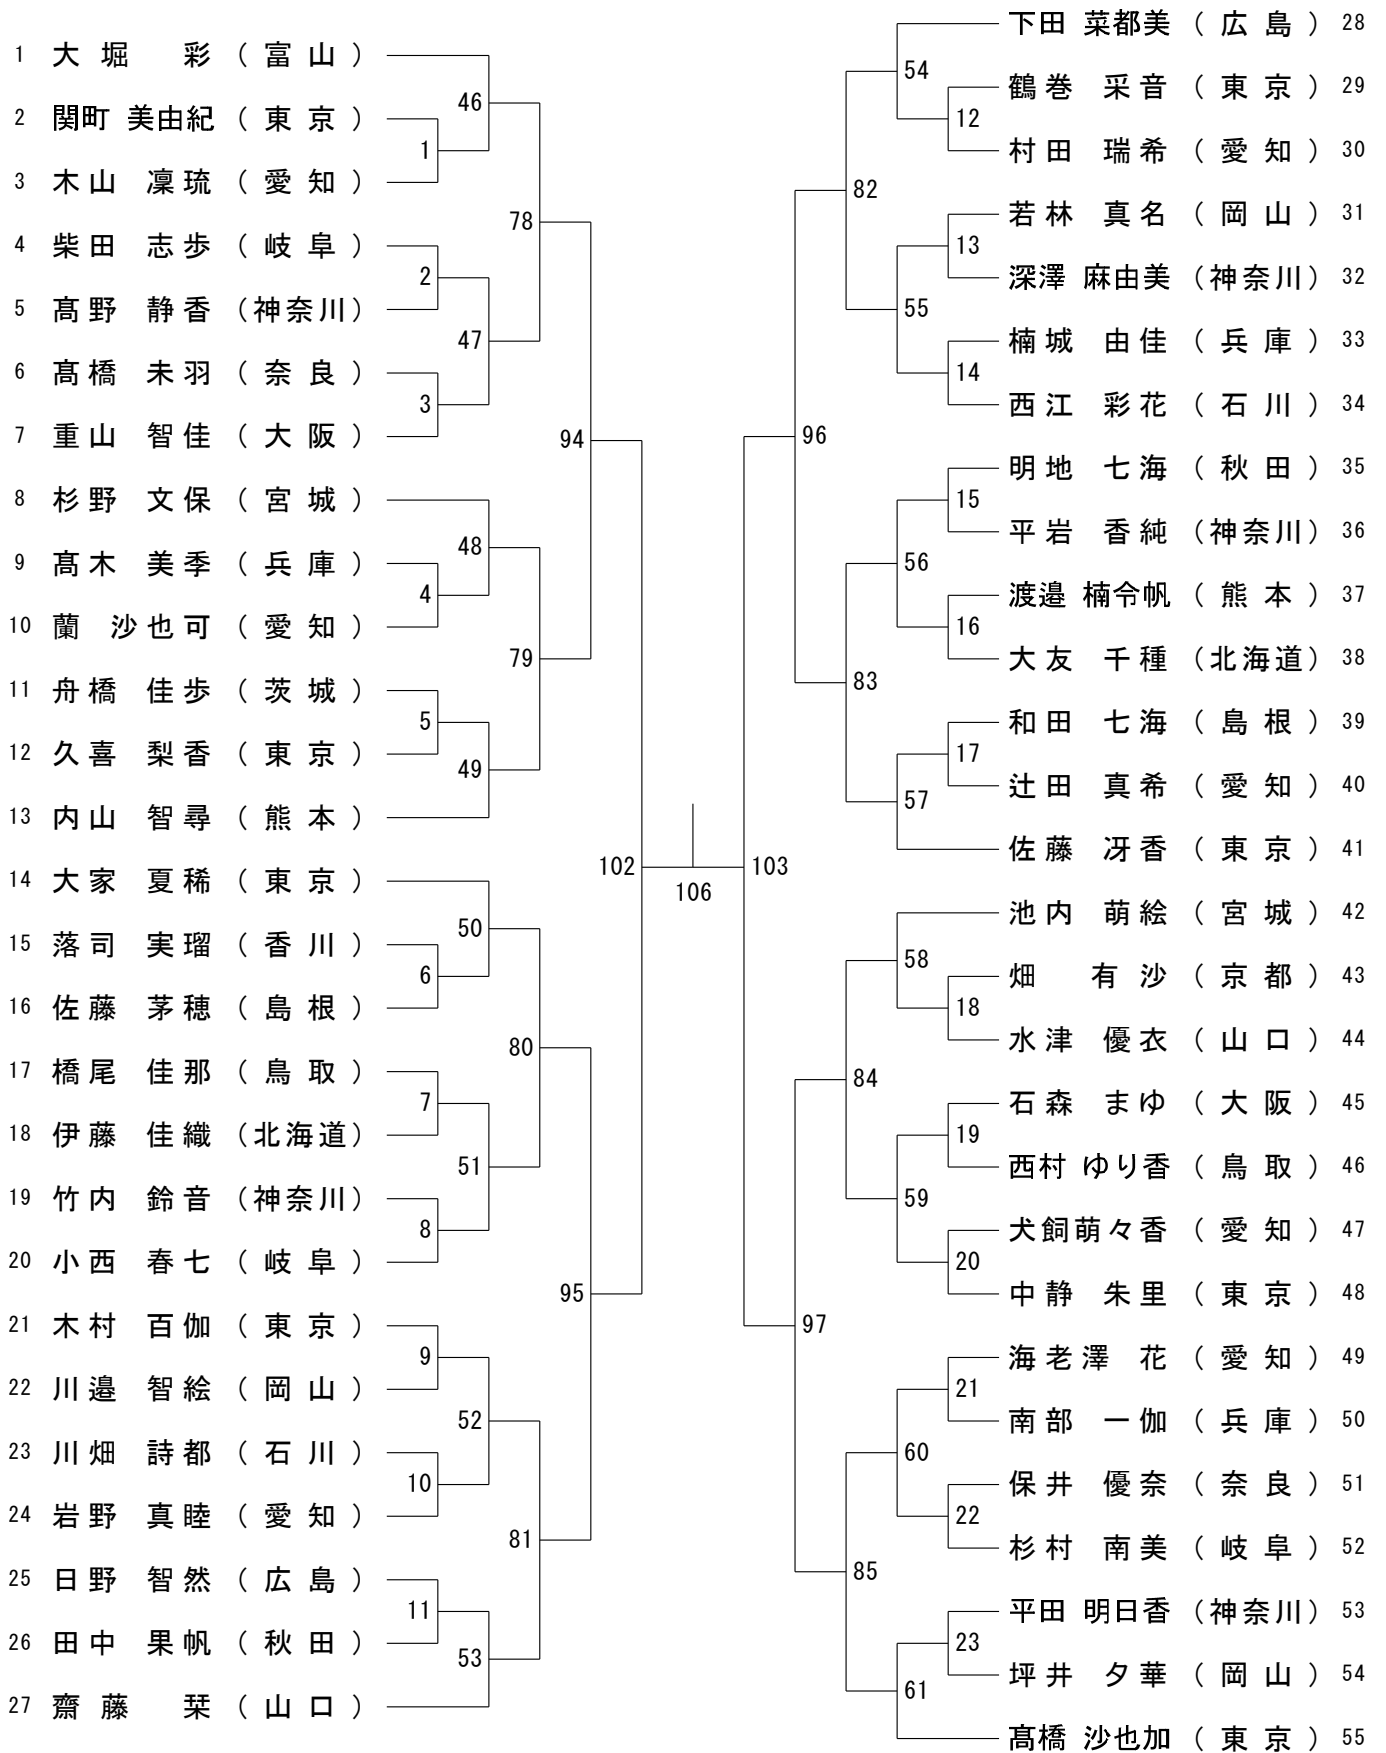 1 大堀 彩 (富山)
2 関町 美由紀 (東京)
3 木山 凜琉 (愛知)
4 柴田 志歩 (岐阜)
5 髙野 静香 (神奈川)
6 髙橋 未羽 (奈良)
7 重山 智佳 (大阪)
8 杉野 文保 (宮城)
9 髙木 美季 (兵庫)
10 蘭 沙也可 (愛知)
11 舟橋 佳歩 (茨城)
12 久喜 梨香 (東京)
13 内山 智尋 (熊本)
14 大家 夏稀 (東京)
15 落司 実瑠 (香川)
16 佐藤 茅穂 (島根)
17 橋尾 佳那 (鳥取)
18 伊藤 佳織 (北海道)
19 竹内 鈴音 (神奈川)
20 小西 春七 (岐阜)
21 木村 百伽 (東京)
22 川邉 智絵 (岡山)
23 川畑 詩都 (石川)
24 岩野 真睦 (愛知)
25 日野 智然 (広島)
26 田中 果帆 (秋田)
27 齋藤 栞 (山口)
1
2
3
4
5
6
7
8
9
10
11
46
47
48
49
50
51
52
53
78
79
80
81
94
95
102
106
103
96
97
82
83
84
85
54
55
56
57
58
59
60
61
12
13
14
15
16
17
18
19
20
21
22
23
下田 菜都美 (広島) 28
鶴巻 采音 (東京) 29
村田 瑞希 (愛知) 30
若林 真名 (岡山) 31
深澤 麻由美 (神奈川) 32
楠城 由佳 (兵庫) 33
西江 彩花 (石川) 34
明地 七海 (秋田) 35
平岩 香純 (神奈川) 36
渡邉 楠令帆 (熊本) 37
大友 千種 (北海道) 38
和田 七海 (島根) 39
辻田 真希 (愛知) 40
佐藤 冴香 (東京) 41
池内 萌絵 (宮城) 42
畑 有沙 (京都) 43
水津 優衣 (山口) 44
石森 まゆ (大阪) 45
西村 ゆり香 (鳥取) 46
犬飼萌々香 (愛知) 47
中静 朱里 (東京) 48
海老澤 花 (愛知) 49
南部 一伽 (兵庫) 50
保井 優奈 (奈良) 51
杉村 南美 (岐阜) 52
平田 明日香 (神奈川) 53
坪井 夕華 (岡山) 54
髙橋 沙也加 (東京) 55